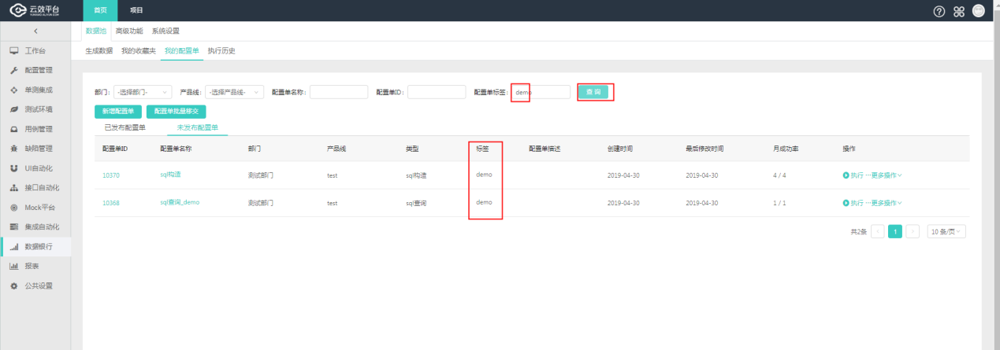 云效平台 首页 项目
YUNXIAO.ALIYUN.COM
数据池 高级功能 系统设置
生成数据 我的收藏夹 我的配置单 执行历史
工作台
配置管理
单测集成
测试环境
用例管理
缺陷管理
UI自动化
接口自动化
Mock平台
集成自动化
数据银行
报表
公共设置
部门: -选择部门- 产品线: -选择产品线- 配置单名称: 配置单ID: 配置单标签: demo 查 询
新增配置单 配置单批量移交
已发布配置单 未发布配置单
配置单ID 配置单名称 部门 产品线 类型 标签 配置单描述 创建时间 最后修改时间 月成功率 操作
10370 sql构造 测试部门 test sql构造 demo 2019-04-30 2019-04-30 4 / 4 执行 ···更多操作
10368 sql查询_demo 测试部门 test sql查询 demo 2019-04-30 2019-04-30 1 / 1 执行 ···更多操作
共2条 1 10 条/页